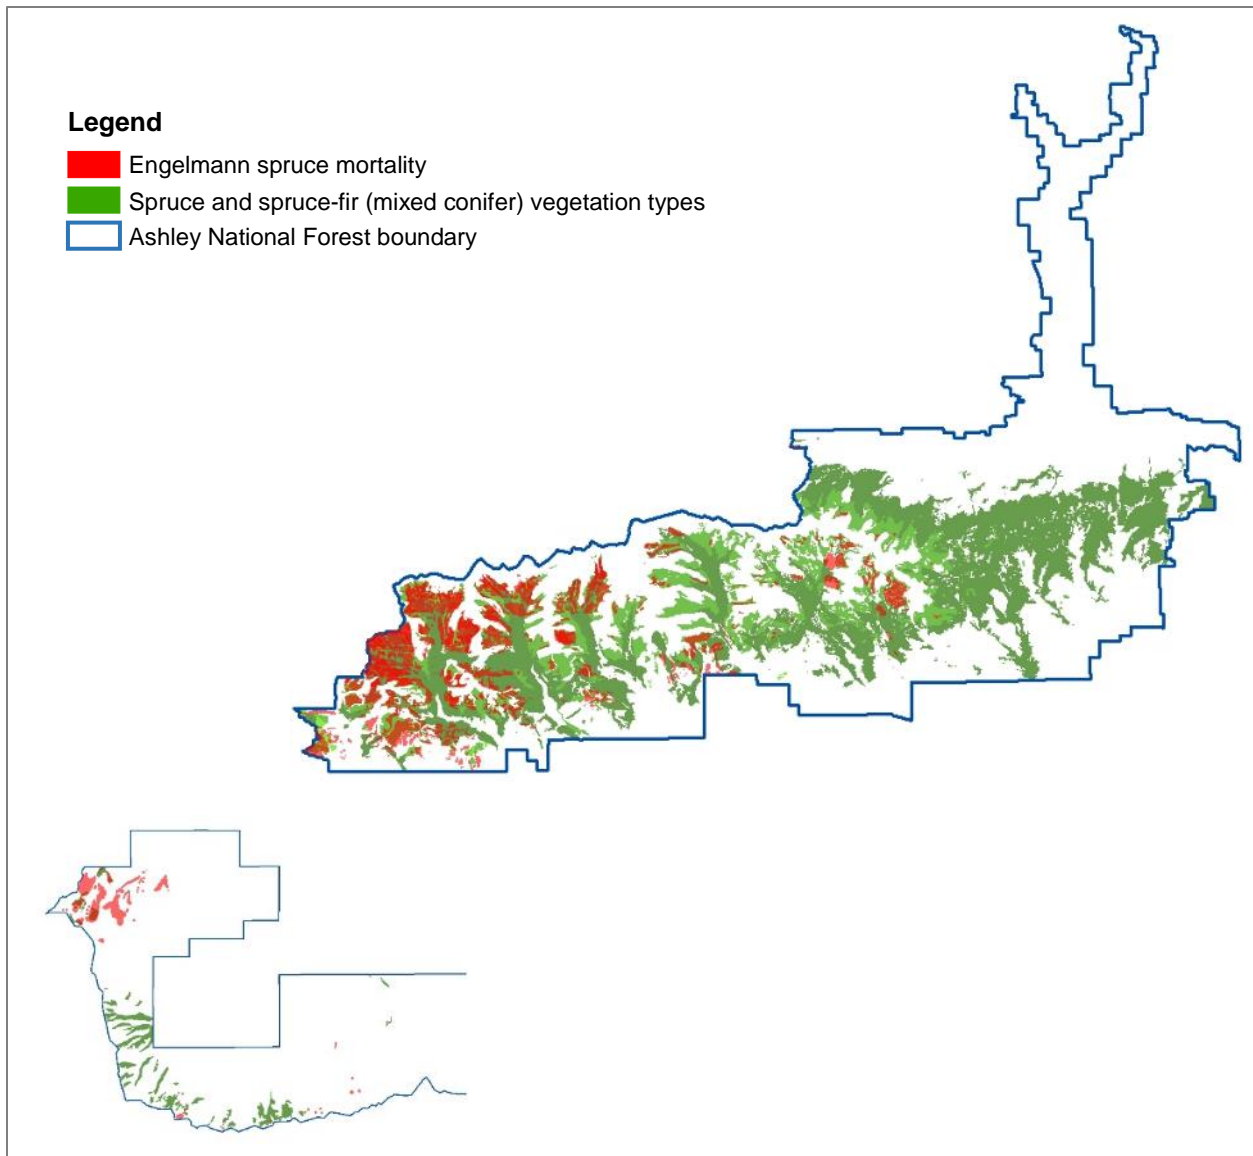 Legend
Engelmann spruce mortality
Spruce and spruce-fir (mixed conifer) vegetation types
Ashley National Forest boundary